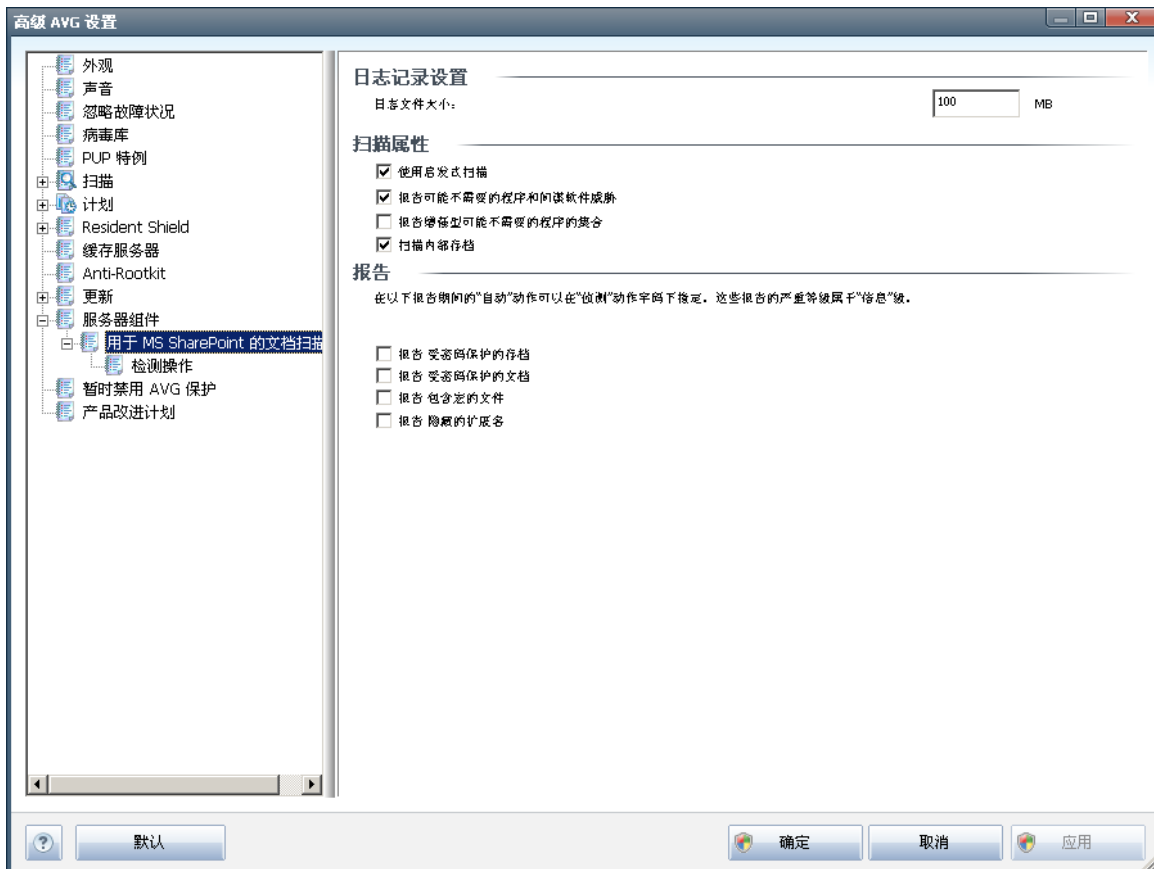 高级 AVG 设置
外观
声音
忽略故障状况
病毒库
PUP 特例
扫描
计划
Resident Shield
缓存服务器
Anti-Rootkit
更新
服务器组件
用于 MS SharePoint 的文档扫描
检测操作
暂时禁用 AVG 保护
产品改进计划
日志记录设置
日志文件大小:
100 MB
扫描属性
使用启发式扫描
报告可能不需要的程序和间谍软件威胁
报告增强型可能不需要的程序的集合
扫描内部存档
报告
在以下报告期间的“自动”动作可以在“侦测”动作字码下指定。这些报告的严重等级属于“信息”级。
报告 受密码保护的存档
报告 受密码保护的文档
报告 包含宏的文件
报告 隐藏的扩展名
?
默认
确定
取消
应用